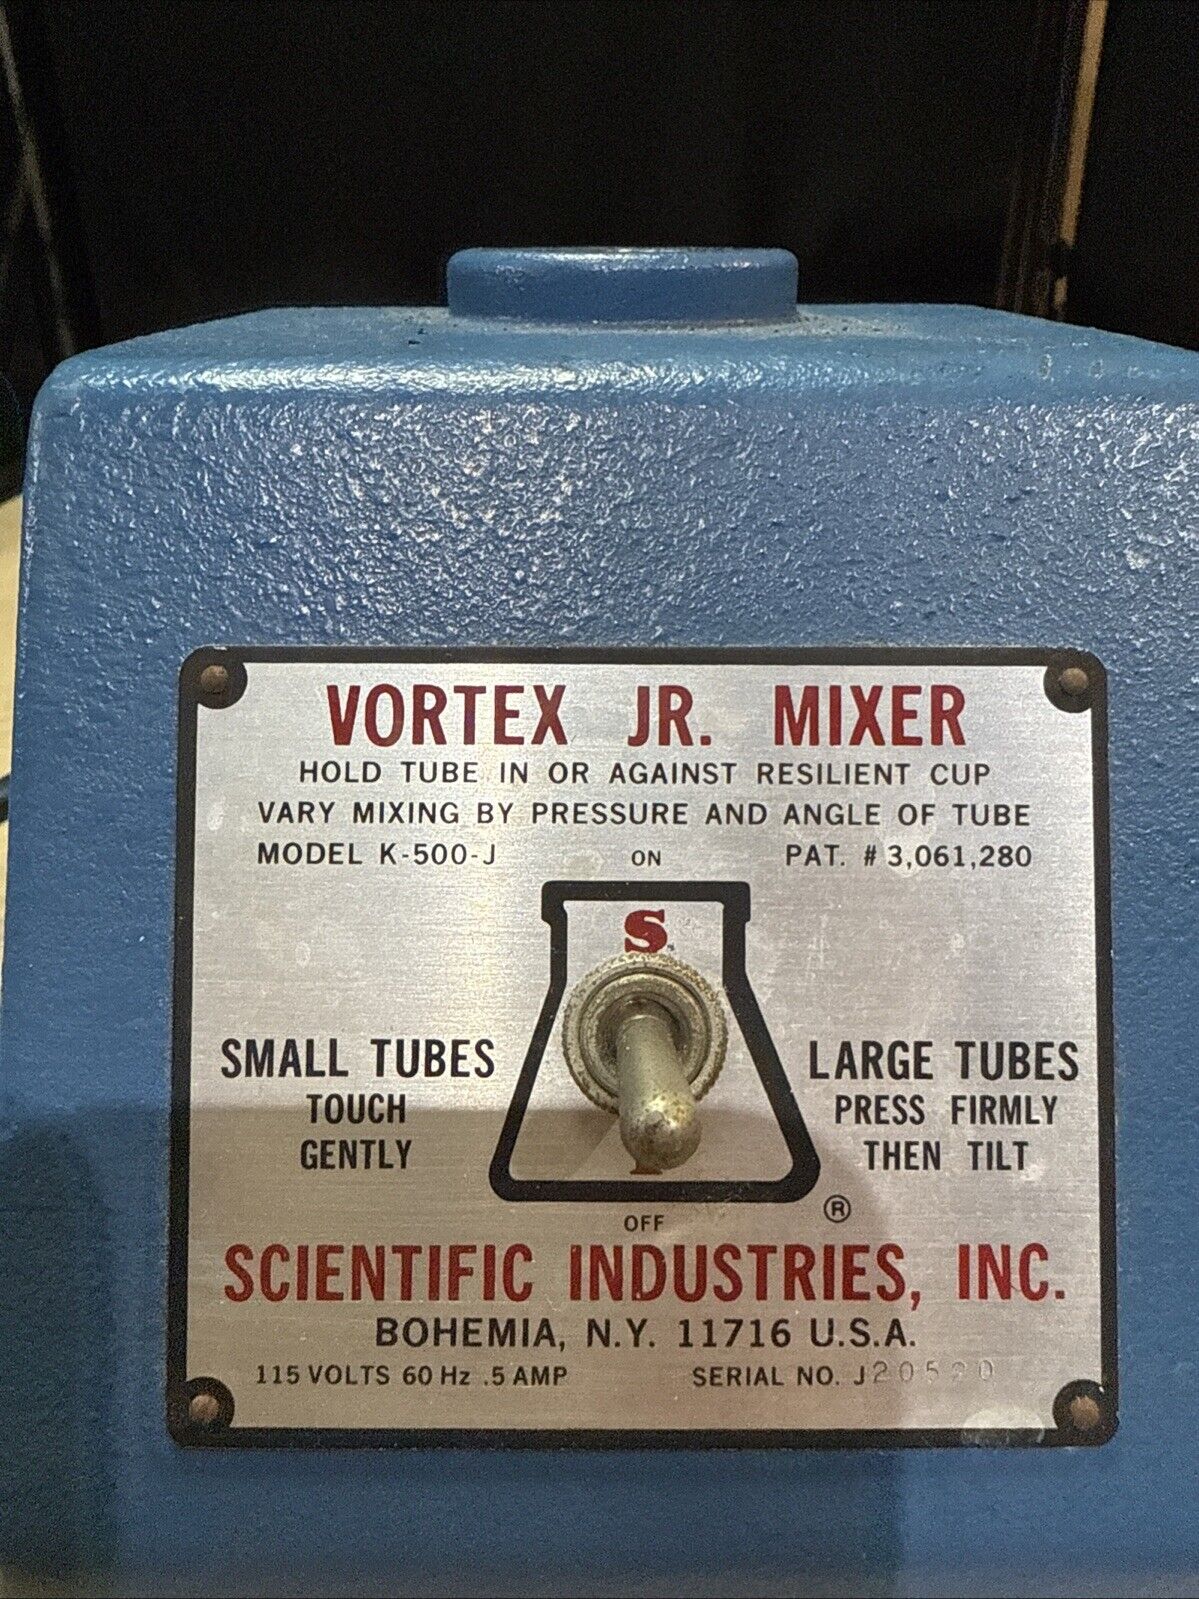 VORTEX JR. MIXER
HOLD TUBE IN OR AGAINST RESILIENT CUP
VARY MIXING BY PRESSURE AND ANGLE OF TUBE
MODEL K-500-J ON PAT. # 3,061,280
S
SMALL TUBES
TOUCH
GENTLY
LARGE TUBES
PRESS FIRMLY
THEN TILT
®
OFF
SCIENTIFIC INDUSTRIES, INC.
BOHEMIA, N.Y. 11716 U.S.A.
115 VOLTS 60 Hz .5 AMP SERIAL NO. J20520